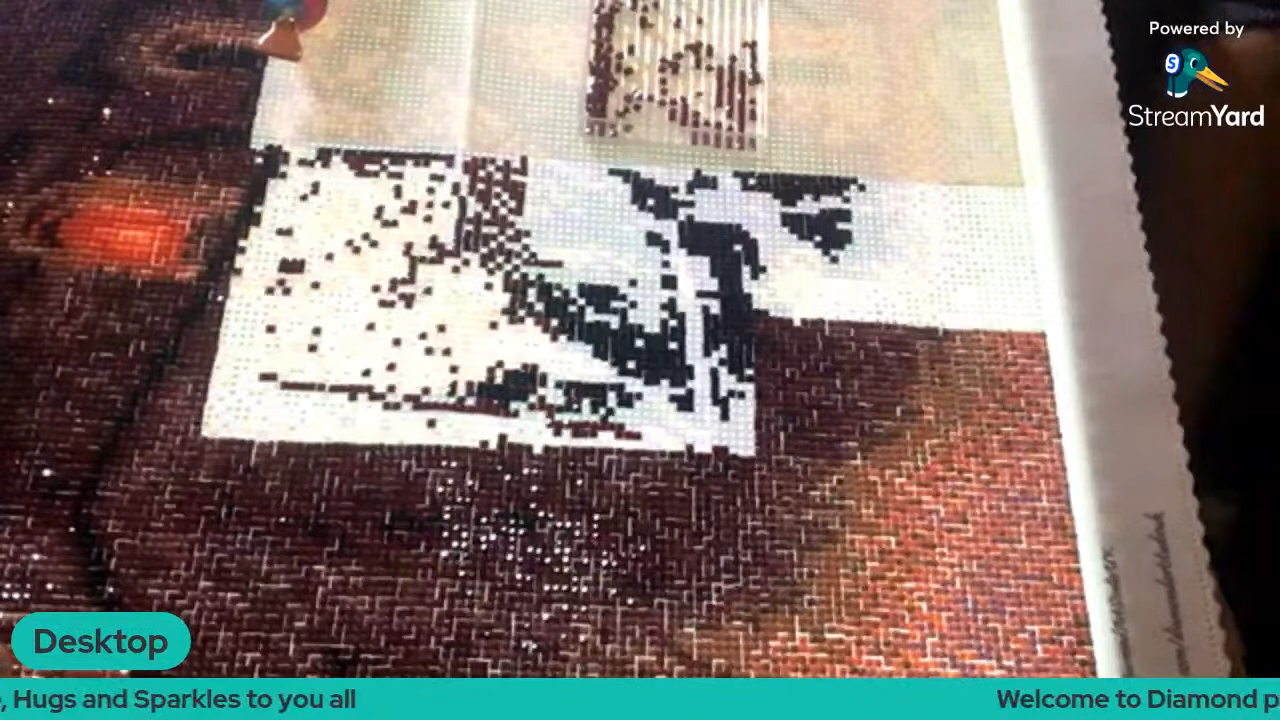 Powered by
StreamYard
Desktop
, Hugs and Sparkles to you all
Welcome to Diamond p